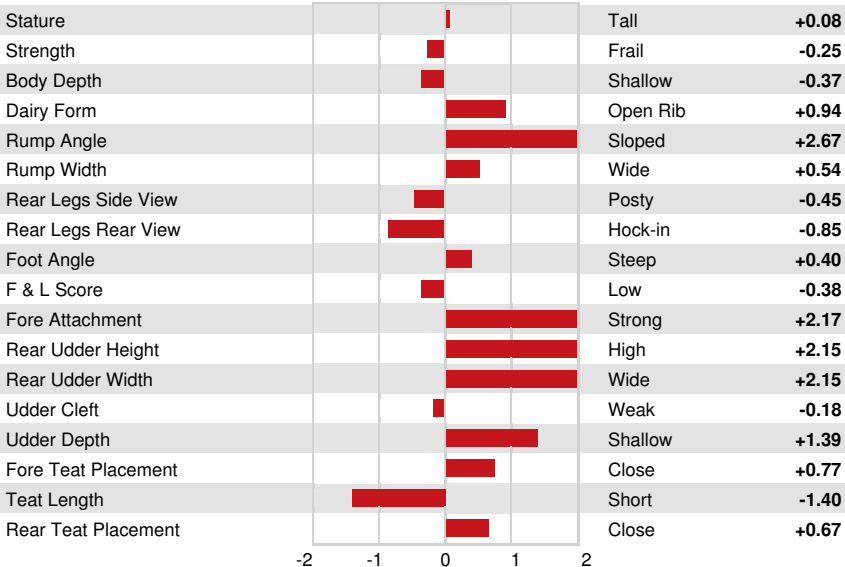 Stature Tall +0.08
Strength Frail -0.25
Body Depth Shallow -0.37
Dairy Form Open Rib +0.94
Rump Angle Sloped +2.67
Rump Width Wide +0.54
Rear Legs Side View Posty -0.45
Rear Legs Rear View Hock-in -0.85
Foot Angle Steep +0.40
F & L Score Low -0.38
Fore Attachment Strong +2.17
Rear Udder Height High +2.15
Rear Udder Width Wide +2.15
Udder Cleft Weak -0.18
Udder Depth Shallow +1.39
Fore Teat Placement Close +0.77
Teat Length Short -1.40
Rear Teat Placement Close +0.67
-2 -1 0 1 2